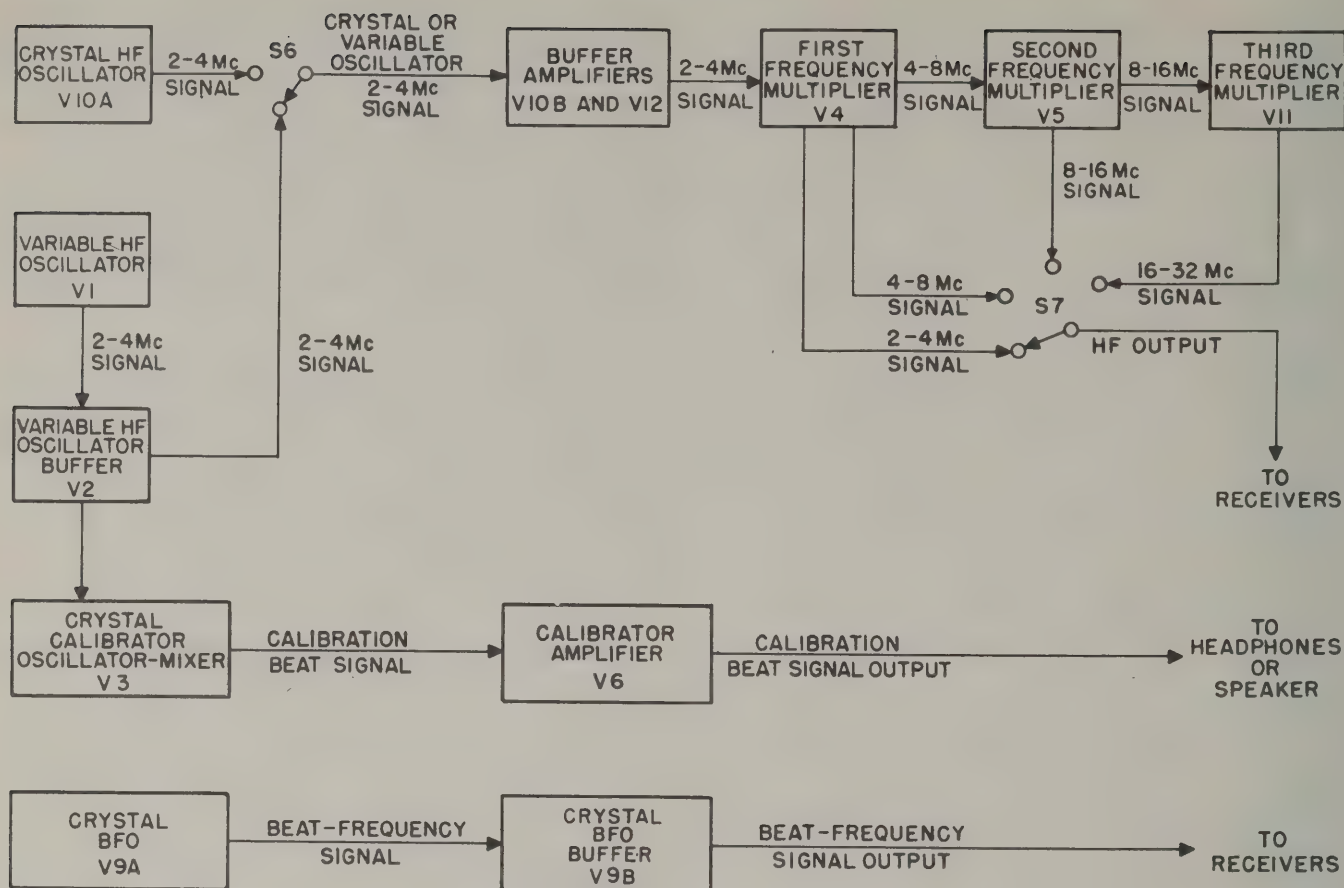 CRYSTAL HF
OSCILLATOR
V10A
2-4Mc
SIGNAL
S6
CRYSTAL OR
VARIABLE
OSCILLATOR
2-4Mc
SIGNAL
BUFFER
AMPLIFIERS
V10B AND V12
2-4Mc
SIGNAL
FIRST
FREQUENCY
MULTIPLIER
V4
4-8Mc
SIGNAL
SECOND
FREQUENCY
MULTIPLIER
V5
8-16Mc
SIGNAL
THIRD
FREQUENCY
MULTIPLIER
V11
8-16Mc
SIGNAL
VARIABLE HF
OSCILLATOR
V1
4-8Mc
SIGNAL
S7
16-32 Mc
SIGNAL
2-4Mc
SIGNAL
2-4Mc
SIGNAL
2-4Mc
SIGNAL
HF OUTPUT
VARIABLE HF
OSCILLATOR
BUFFER
V2
TO
RECEIVERS
CRYSTAL
CALIBRATOR
OSCILLATOR-MIXER
V3
CALIBRATION
BEAT SIGNAL
CALIBRATOR
AMPLIFIER
V6
CALIBRATION
BEAT SIGNAL OUTPUT
TO
HEADPHONES
OR
SPEAKER
CRYSTAL
BFO
V9A
BEAT-FREQUENCY
SIGNAL
CRYSTAL
BFO
BUFFER
V9B
BEAT-FREQUENCY
SIGNAL OUTPUT
TO
RECEIVERS